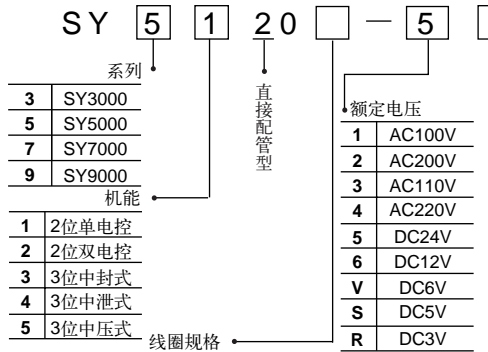 SY 5 1 20 □ — 5
系列
3 SY3000
5 SY5000
7 SY7000
9 SY9000
机能
1 2位单电控
2 2位双电控
3 3位中封式
4 3位中泄式
5 3位中压式
线圈规格
直接配管型
额定电压
1 AC100V
2 AC200V
3 AC110V
4 AC220V
5 DC24V
6 DC12V
V DC6V
S DC5V
R DC3V